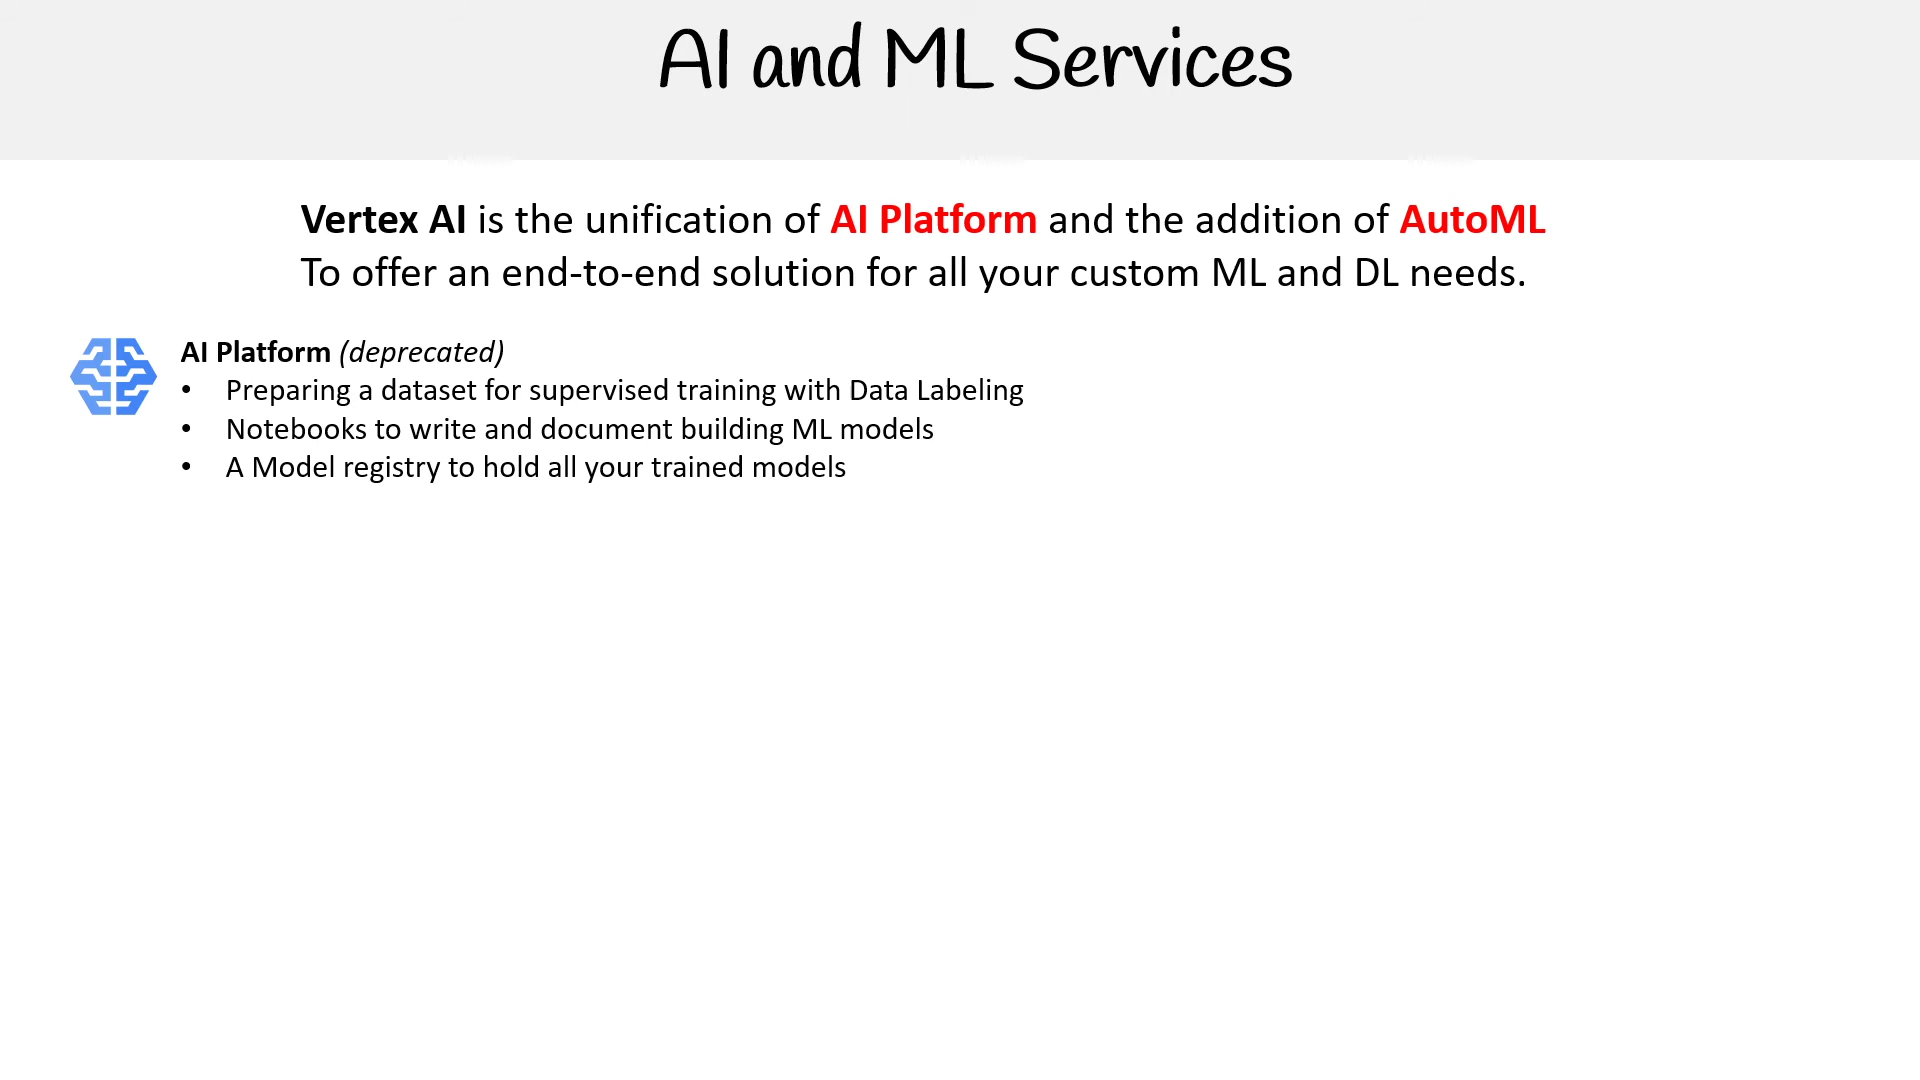 AI and ML Services
Vertex AI is the unification of AI Platform and the addition of AutoML
To offer an end-to-end solution for all your custom ML and DL needs.
AI Platform (deprecated)
• Preparing a dataset for supervised training with Data Labeling
• Notebooks to write and document building ML models
• A Model registry to hold all your trained models